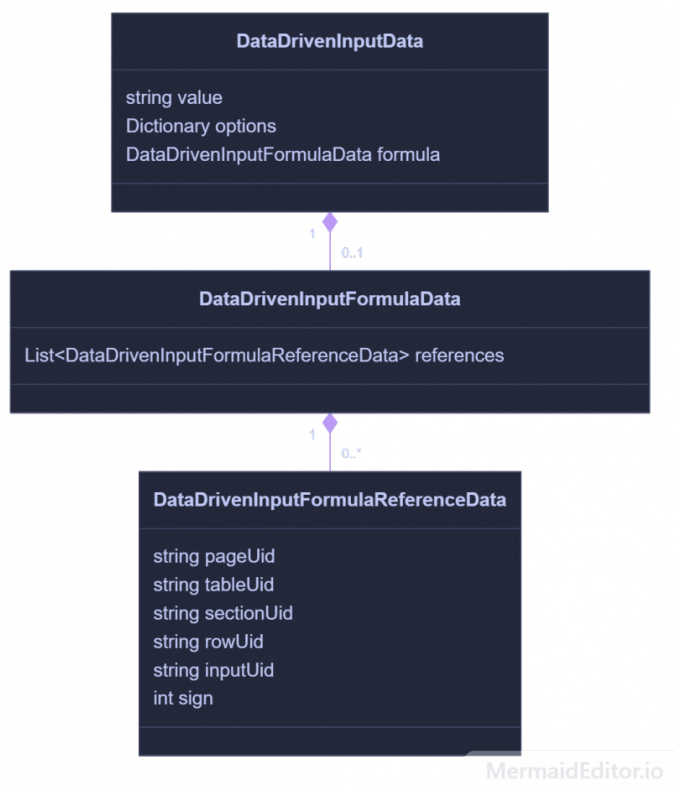 DataDrivenInputData
string value
Dictionary options
DataDrivenInputFormulaData formula
1
0..1
DataDrivenInputFormulaData
List<DataDrivenInputFormulaReferenceData> references
1
0..*
DataDrivenInputFormulaReferenceData
string pageUid
string tableUid
string sectionUid
string rowUid
string inputUid
int sign
MermaidEditor.io